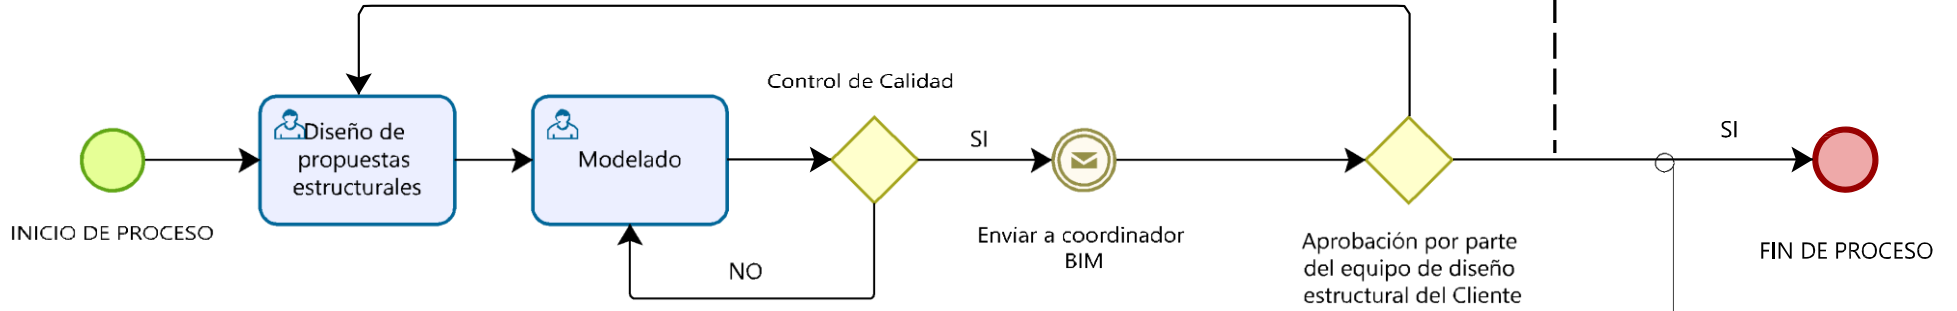 Control de Calidad
Diseño de
propuestas
estructurales
Modelado
SI
SI
INICIO DE PROCESO
NO
Enviar a coordinador
BIM
Aprobación por parte
del equipo de diseño
estructural del Cliente
FIN DE PROCESO